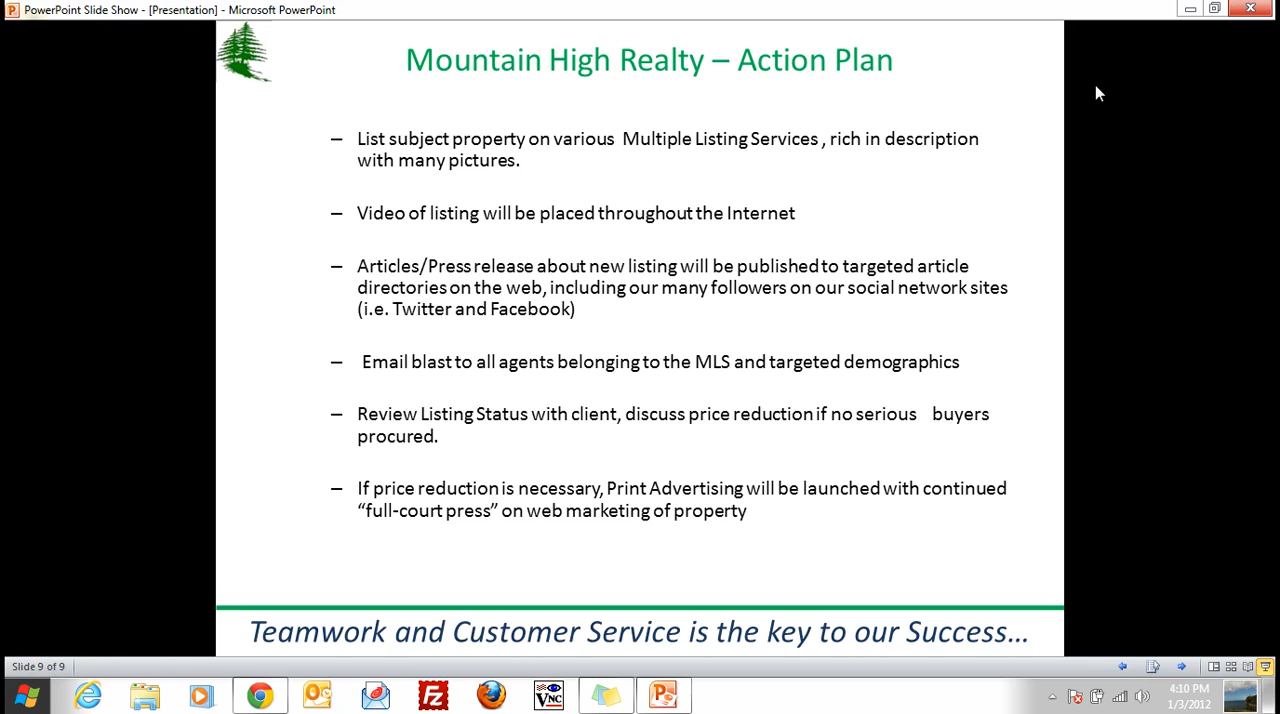 PowerPoint Slide Show - [Presentation] - Microsoft PowerPoint
Mountain High Realty – Action Plan
– List subject property on various Multiple Listing Services , rich in description
with many pictures.
– Video of listing will be placed throughout the Internet
– Articles/Press release about new listing will be published to targeted article
directories on the web, including our many followers on our social network sites
(i.e. Twitter and Facebook)
– Email blast to all agents belonging to the MLS and targeted demographics
– Review Listing Status with client, discuss price reduction if no serious buyers
procured.
– If price reduction is necessary, Print Advertising will be launched with continued
“full-court press” on web marketing of property
Teamwork and Customer Service is the key to our Success…
Slide 9 of 9
4:10 PM
1/3/2012
FZ
VNC